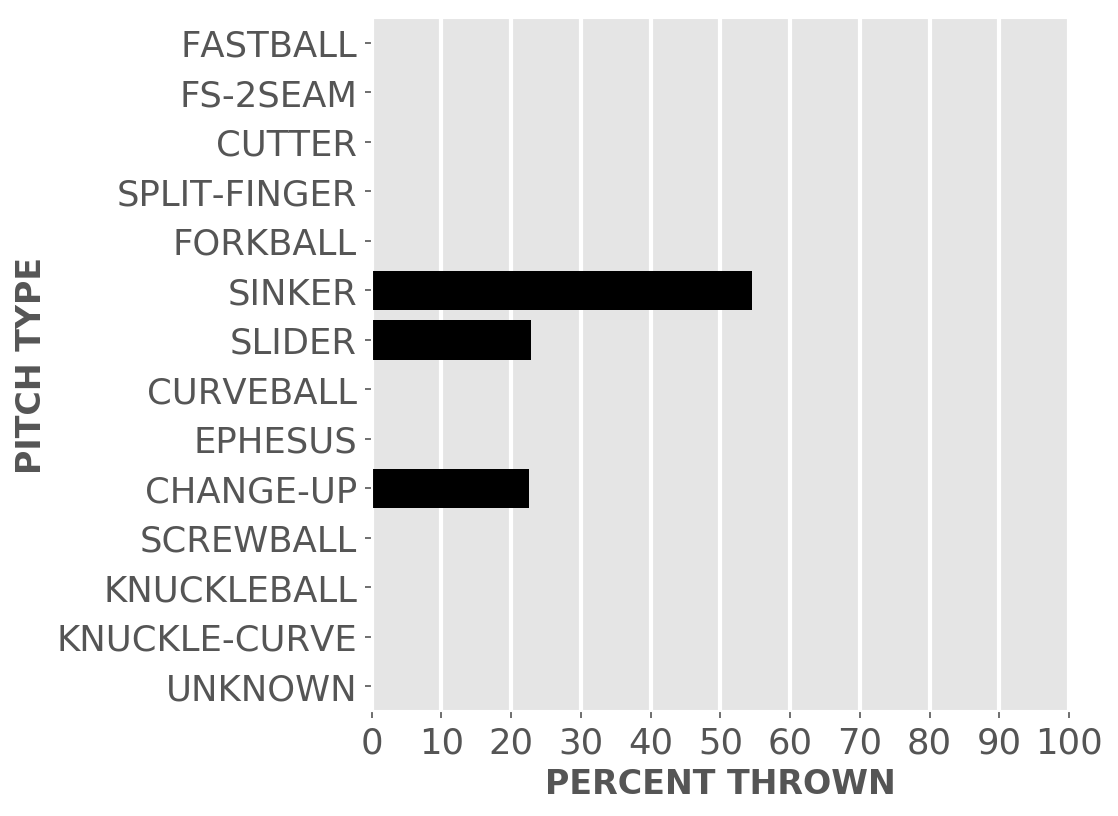 FASTBALL
FS-2SEAM
CUTTER
SPLIT-FINGER
FORKBALL
SINKER
SLIDER
CURVEBALL
EPHESUS
CHANGE-UP
SCREWBALL
KNUCKLEBALL
KNUCKLE-CURVE
UNKNOWN
PITCH TYPE
0 10 20 30 40 50 60 70 80 90 100
PERCENT THROWN